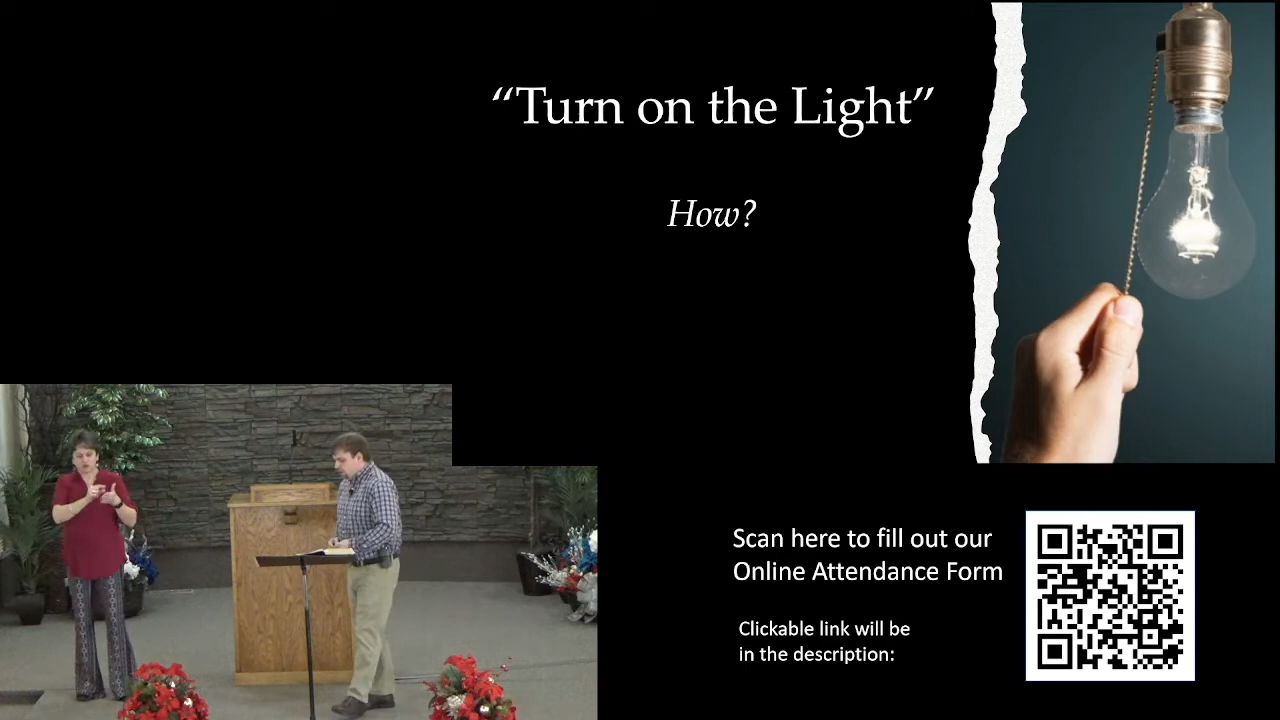 “Turn on the Light”
How?
Scan here to fill out our
Online Attendance Form
Clickable link will be
in the description: